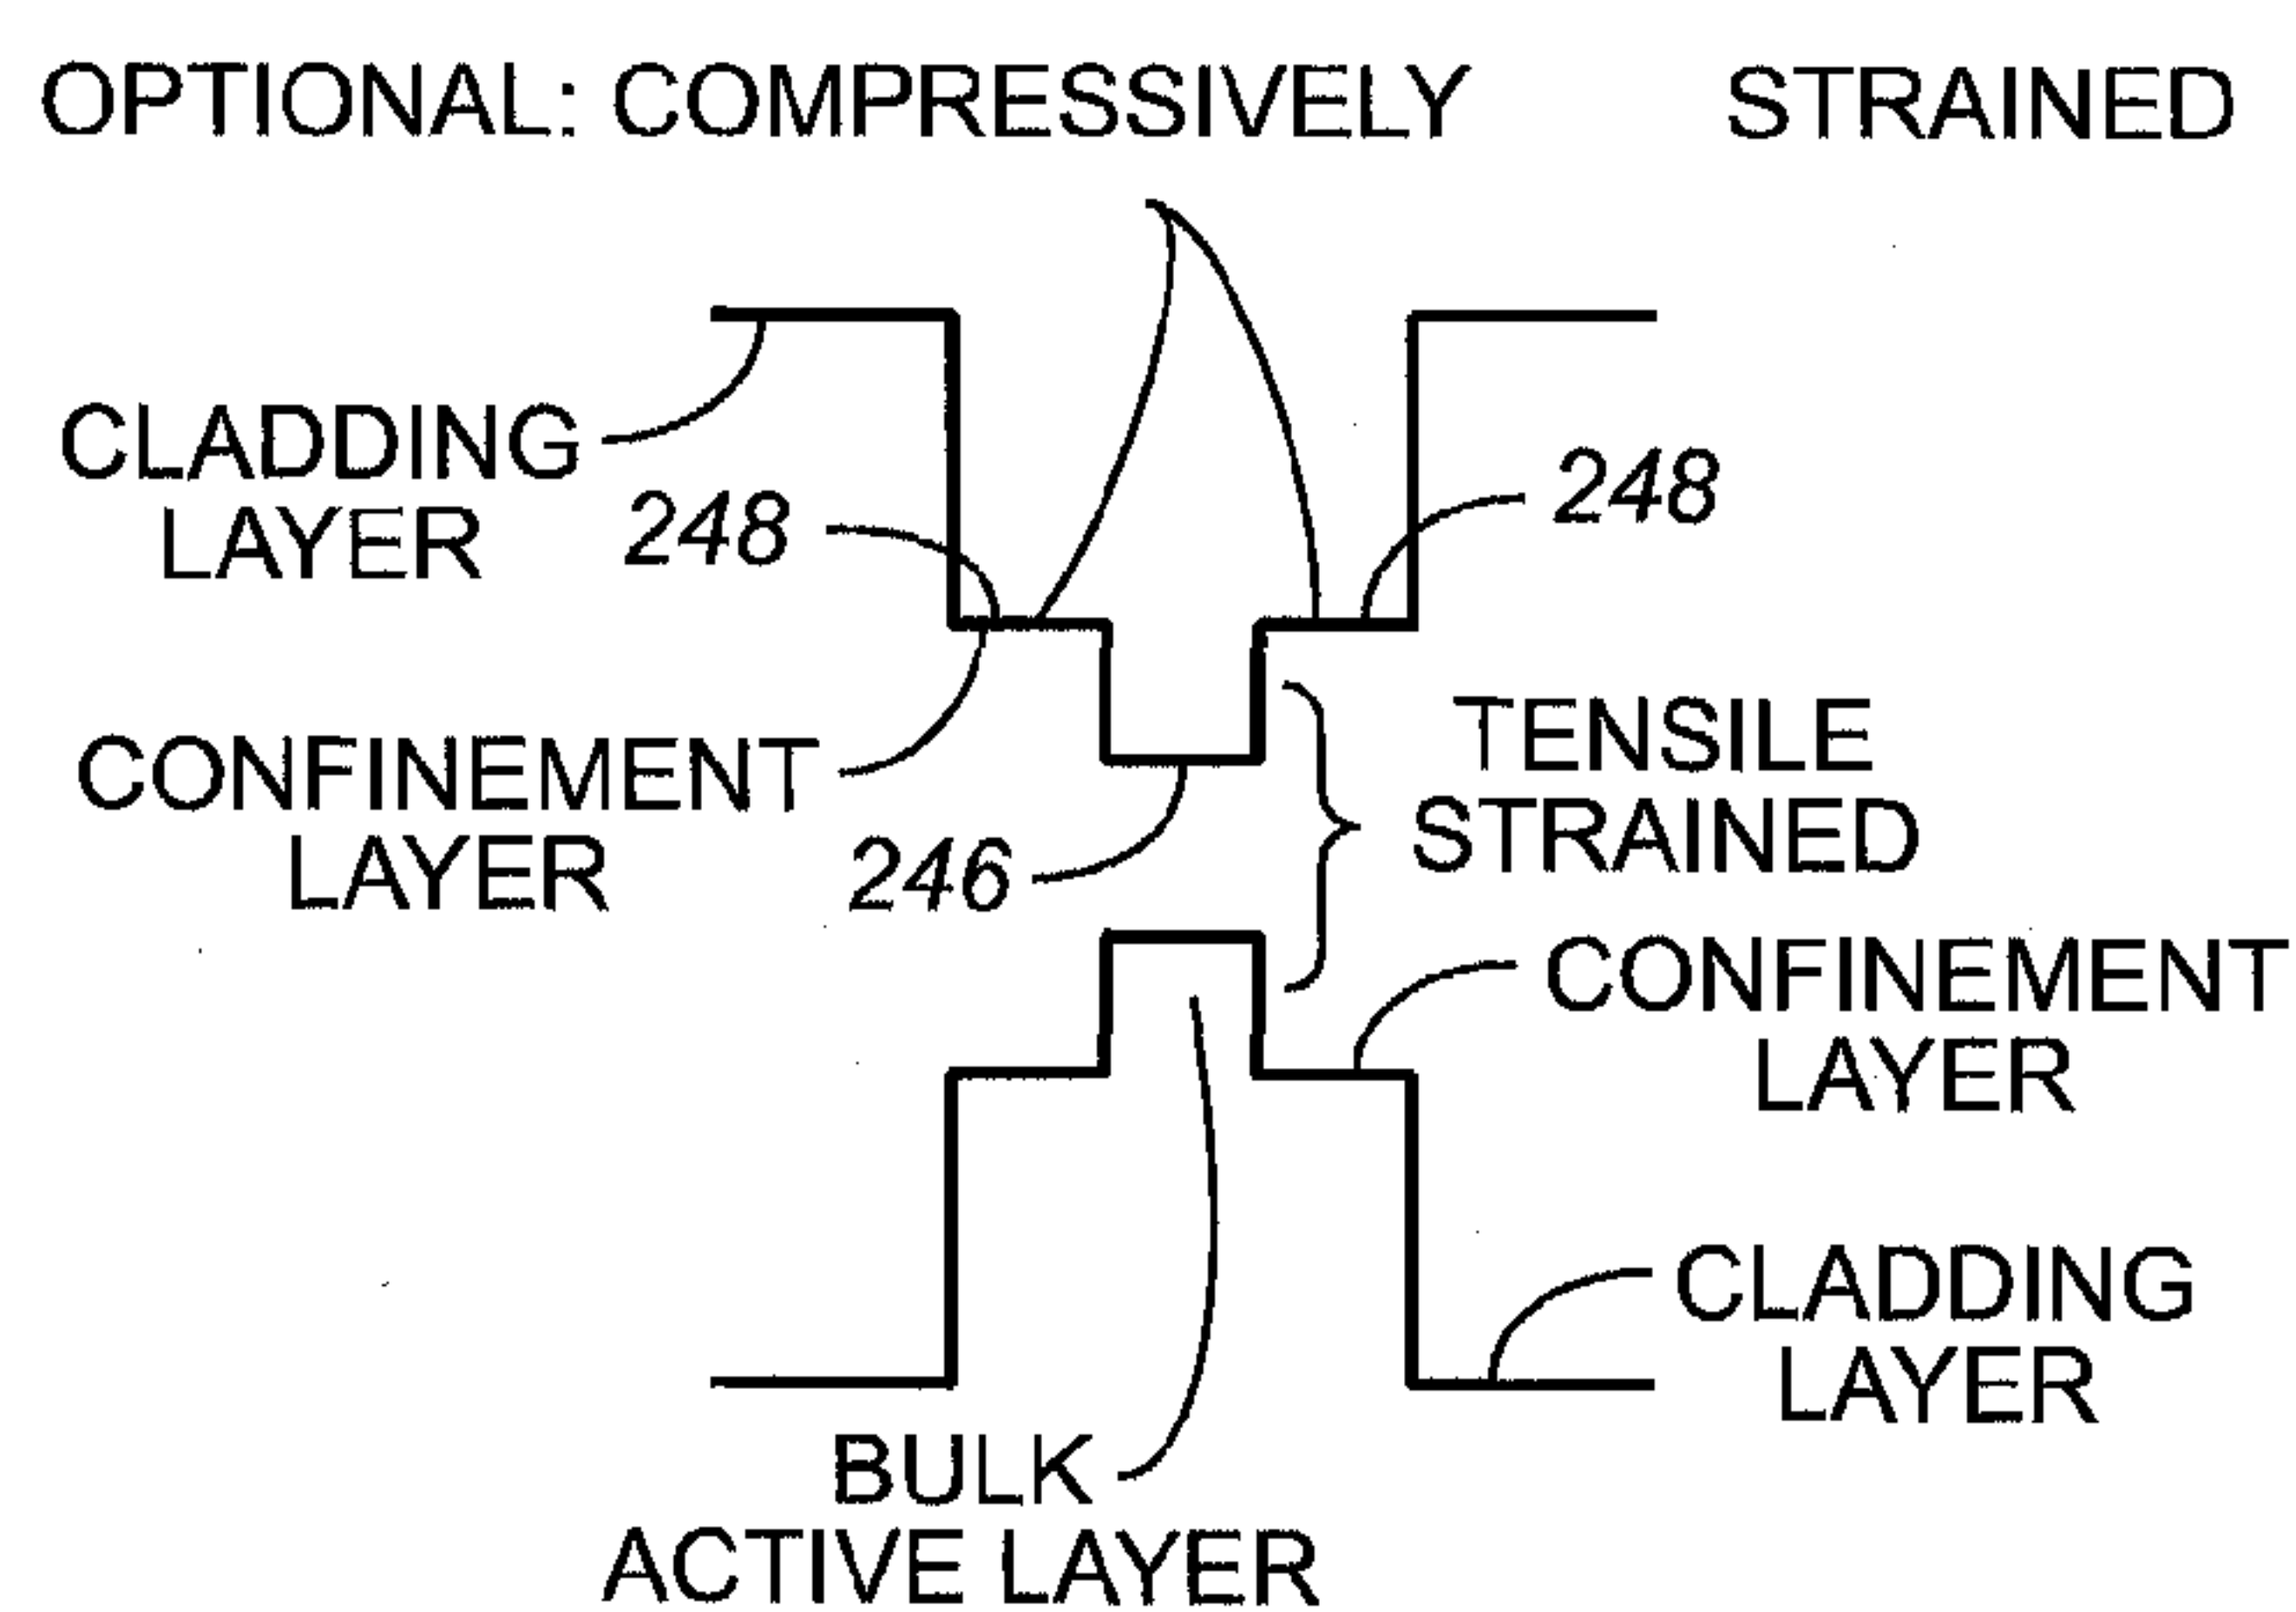 OPTIONAL: COMPRESSIVELY STRAINED
CLADDING
LAYER
248
248
CONFINEMENT
LAYER
TENSILE
STRAINED
246
CONFINEMENT
LAYER
CLADDING
LAYER
BULK
ACTIVE LAYER